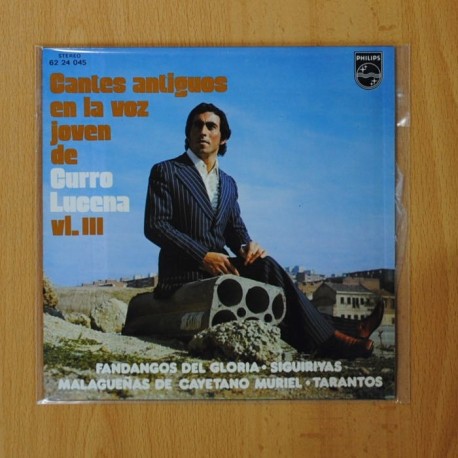 STEREO
62 24 045
PHILIPS
Cantes antiguos
en la voz
joven
de
Curro
Lucena
vl. III
FANDANGOS DEL GLORIA • SIGUIRIYAS
MALAGUEÑAS DE CAYETANO MURIEL • TARANTOS